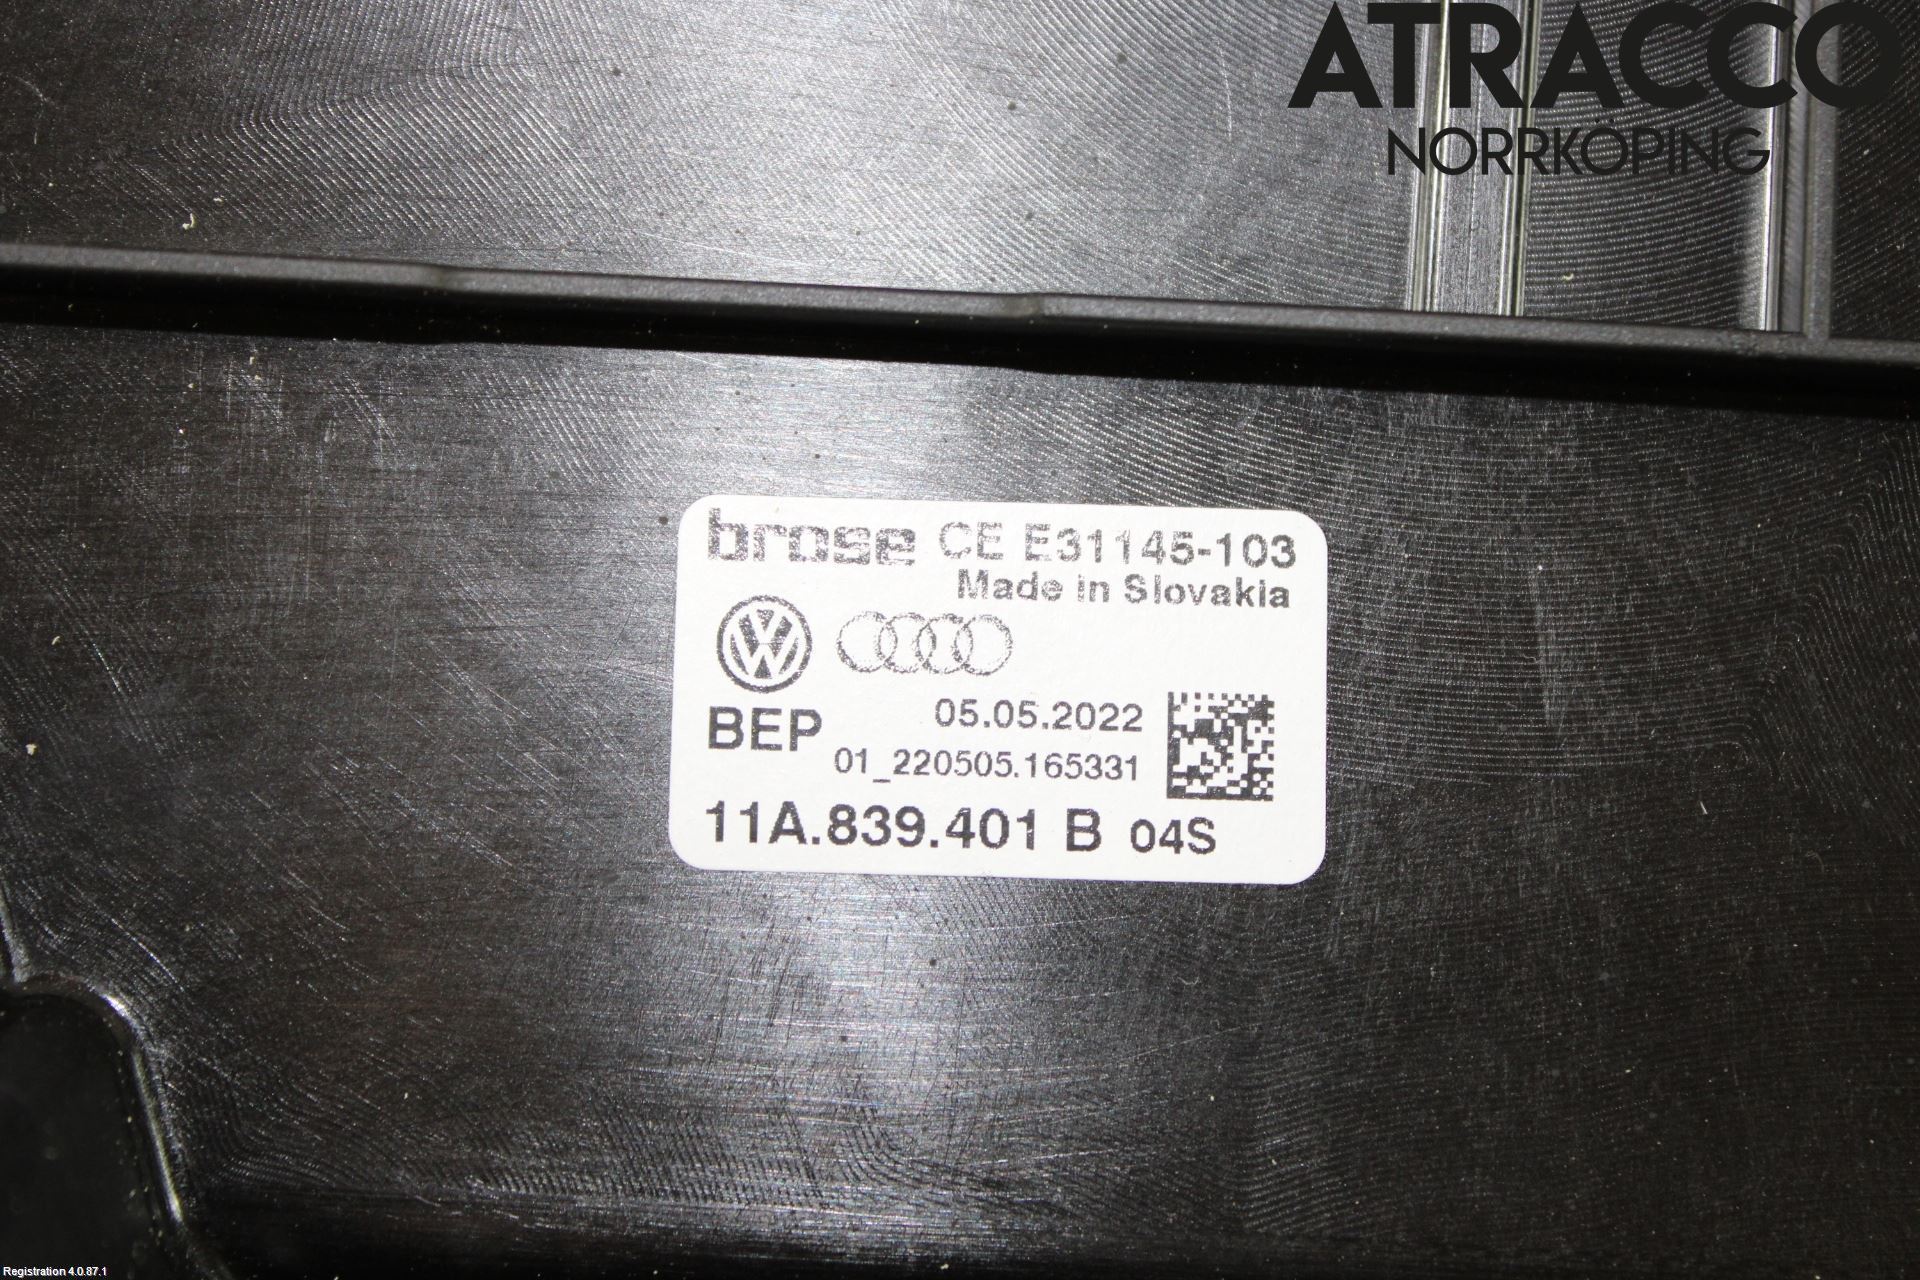 ATRACCO
NORRKÖPING
brose CE E31145-103
Made in Slovakia
BEP 05.05.2022
01_220505.165331
11A.839.401 B 04S
Registration 4.0.87.1